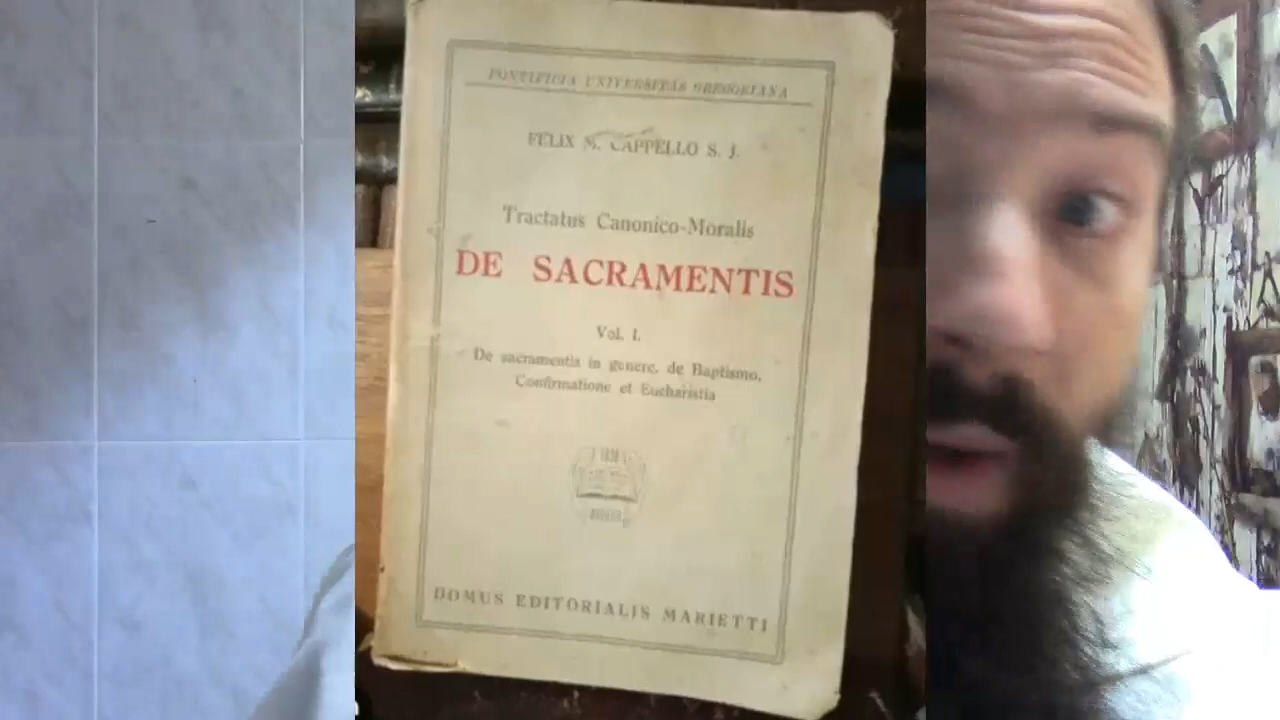 PONTIFICIA UNIVERSITAS GREGORIANA
FELIX M. CAPPELLO S. J.
Tractatus Canonico-Moralis
DE SACRAMENTIS
Vol. I.
De sacramentis in genere, de Baptismo,
Confirmatione et Eucharistia
1820
DOMUS EDITORIALIS MARIETTI